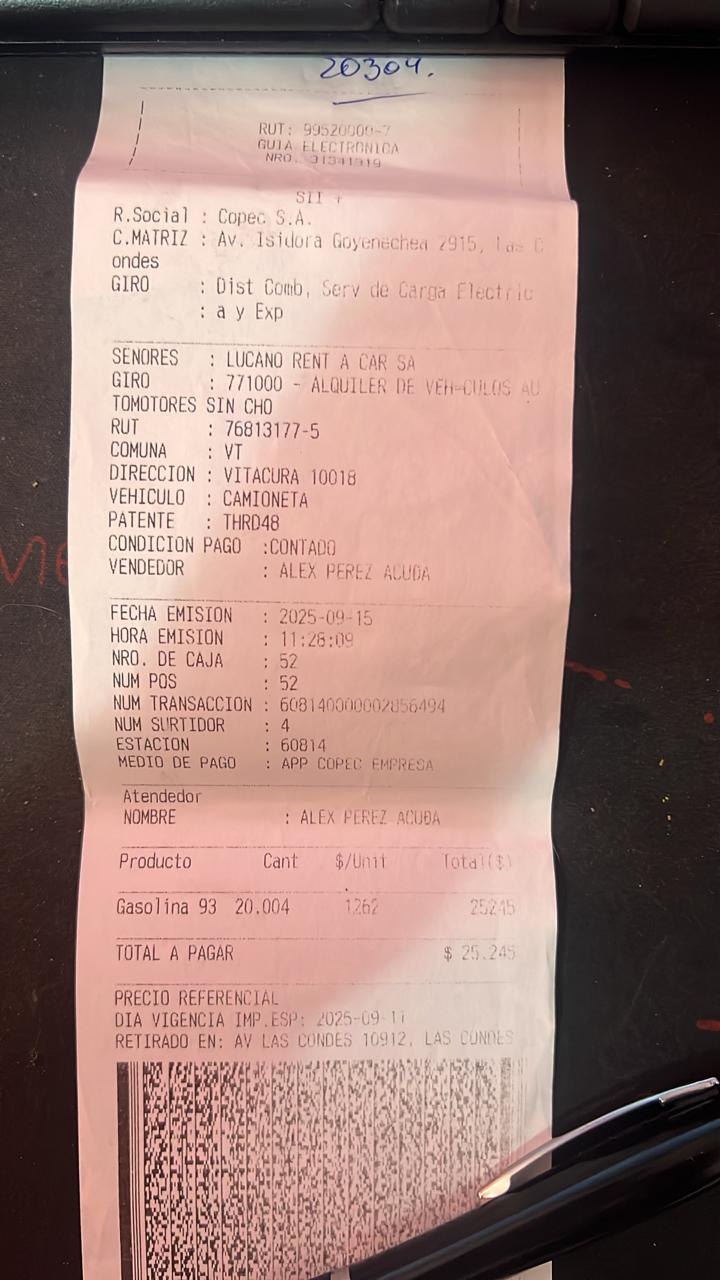 20304.
RUT: 99520000-7
GUIA ELECTRONICA
NRO. 31341919
SII
R.Social : Copec S.A.
C.MATRIZ : Av. Isidora Goyenechea 2915, Las C
ondes
GIRO : Dist Comb, Serv de Carga Electric
: a y Exp
SENORES : LUCANO RENT A CAR SA
GIRO : 771000 - ALQUILER DE VEH-CULOS AU
TOMOTORES SIN CHO
RUT : 76813177-5
COMUNA : VT
DIRECCION : VITACURA 10018
VEHICULO : CAMIONETA
PATENTE : THRD48
CONDICION PAGO :CONTADO
VENDEDOR : ALEX PEREZ ACUÐA
FECHA EMISION : 2025-09-15
HORA EMISION : 11:28:09
NRO. DE CAJA : 52
NUM POS : 52
NUM TRANSACCION : 608140000002856494
NUM SURTIDOR : 4
ESTACION : 60814
MEDIO DE PAGO : APP COPEC EMPRESA
Atendedor
NOMBRE : ALEX PEREZ ACUÐA
Producto Cant $/Unit Total($)
Gasolina 93 20.004 1262 25245
TOTAL A PAGAR $ 25.245
PRECIO REFERENCIAL
DIA VIGENCIA IMP.ESP: 2025-09-11
RETIRADO EN: AV LAS CONDES 10912, LAS CONDES